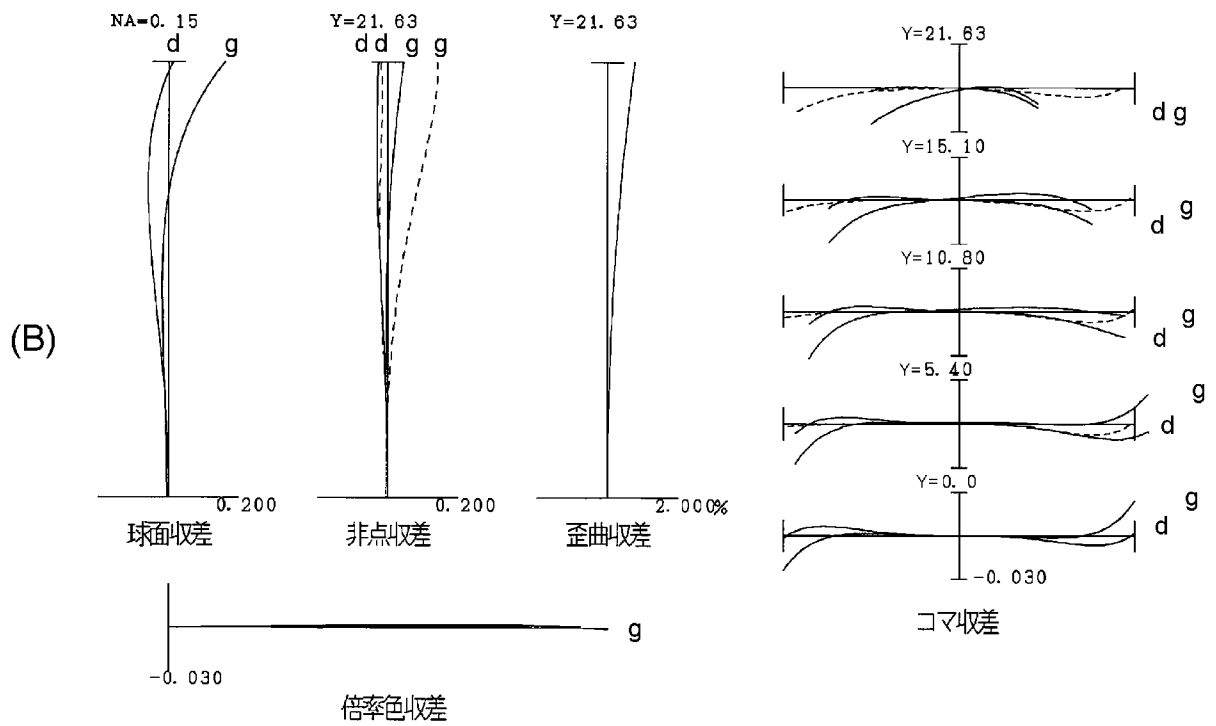 (B)
NA=0.15
d g
0.200
球面収差
Y=21.63
d d g g
0.200
非点収差
Y=21.63
2.000%
歪曲収差
g
-0.030
倍率色収差
Y=21.63
d g
Y=15.10
g
d
Y=10.80
g
d
Y=5.40
g
d
Y=0.0
g
d
-0.030
コマ収差